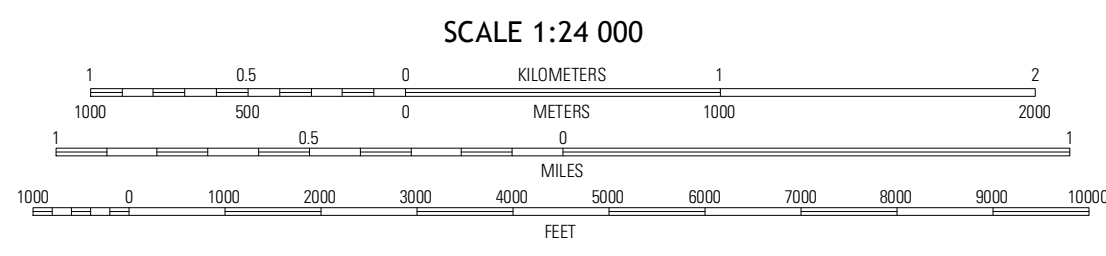 SCALE 1:24 000
1 0.5 0 KILOMETERS 1 2
1000 500 0 METERS 1000 2000
1 0.5 0 1
MILES
1000 0 1000 2000 3000 4000 5000 6000 7000 8000 9000 10000
FEET